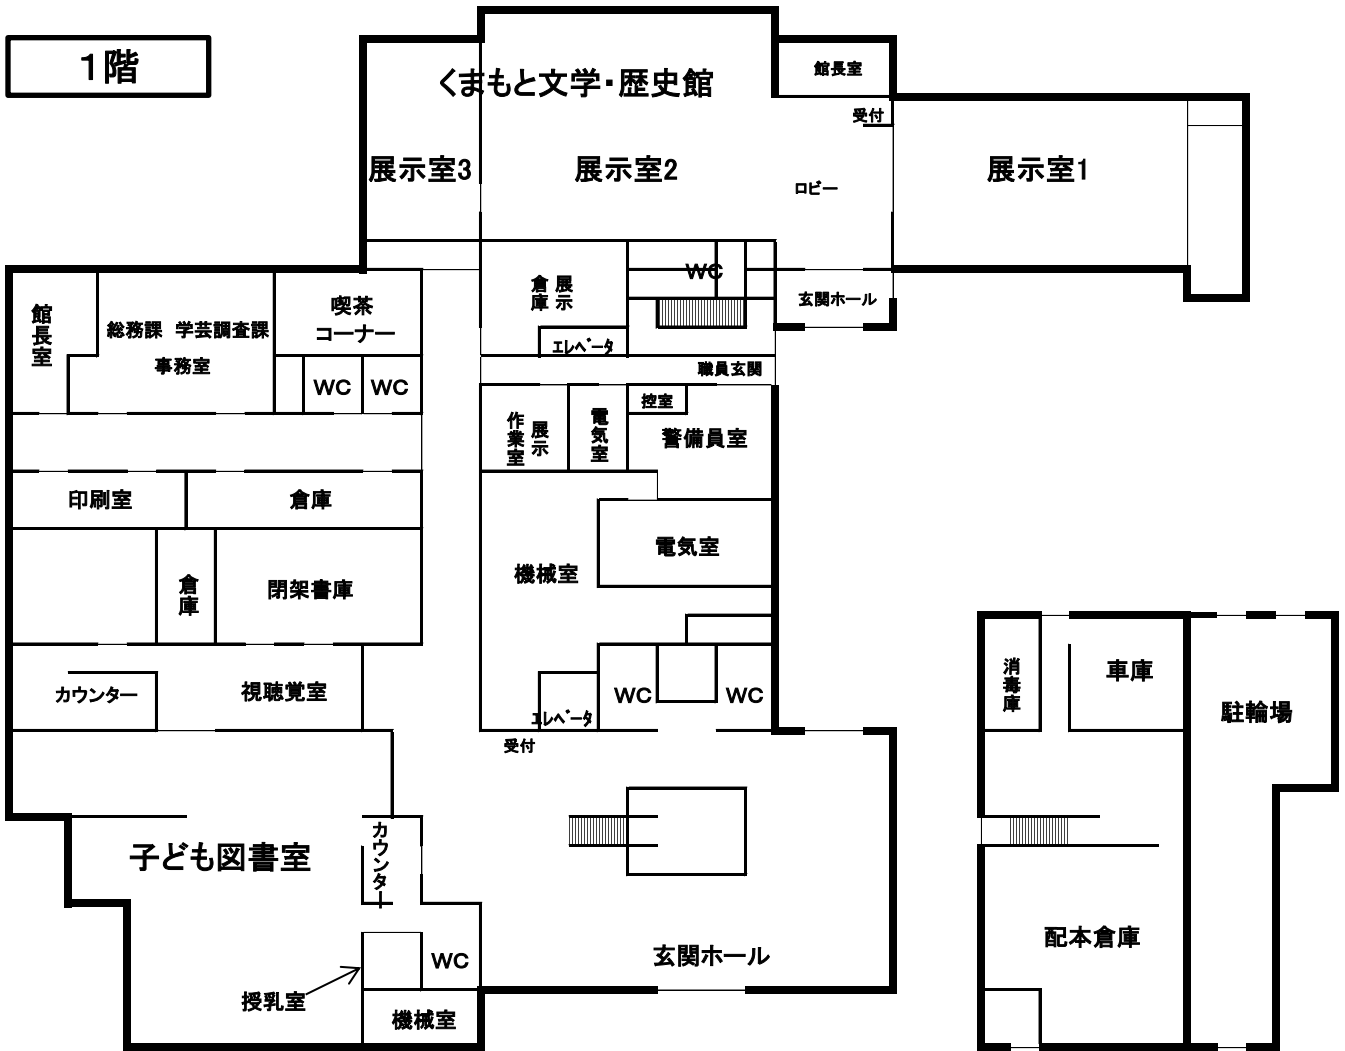 １階
くまもと文学・歴史館
館長室
受付
展示室3
展示室2
ロビー
展示室1
展示
倉庫
WC
玄関ホール
エレベータ
職員玄関
館長室
総務課 学芸調査課
事務室
喫茶
コーナー
WC
WC
展示
作業室
電気室
控室
警備員室
印刷室
倉庫
電気室
機械室
倉庫
閉架書庫
カウンター
視聴覚室
エレベータ
WC
WC
受付
消毒庫
車庫
駐輪場
子ども図書室
カウンター
玄関ホール
WC
授乳室
機械室
配本倉庫